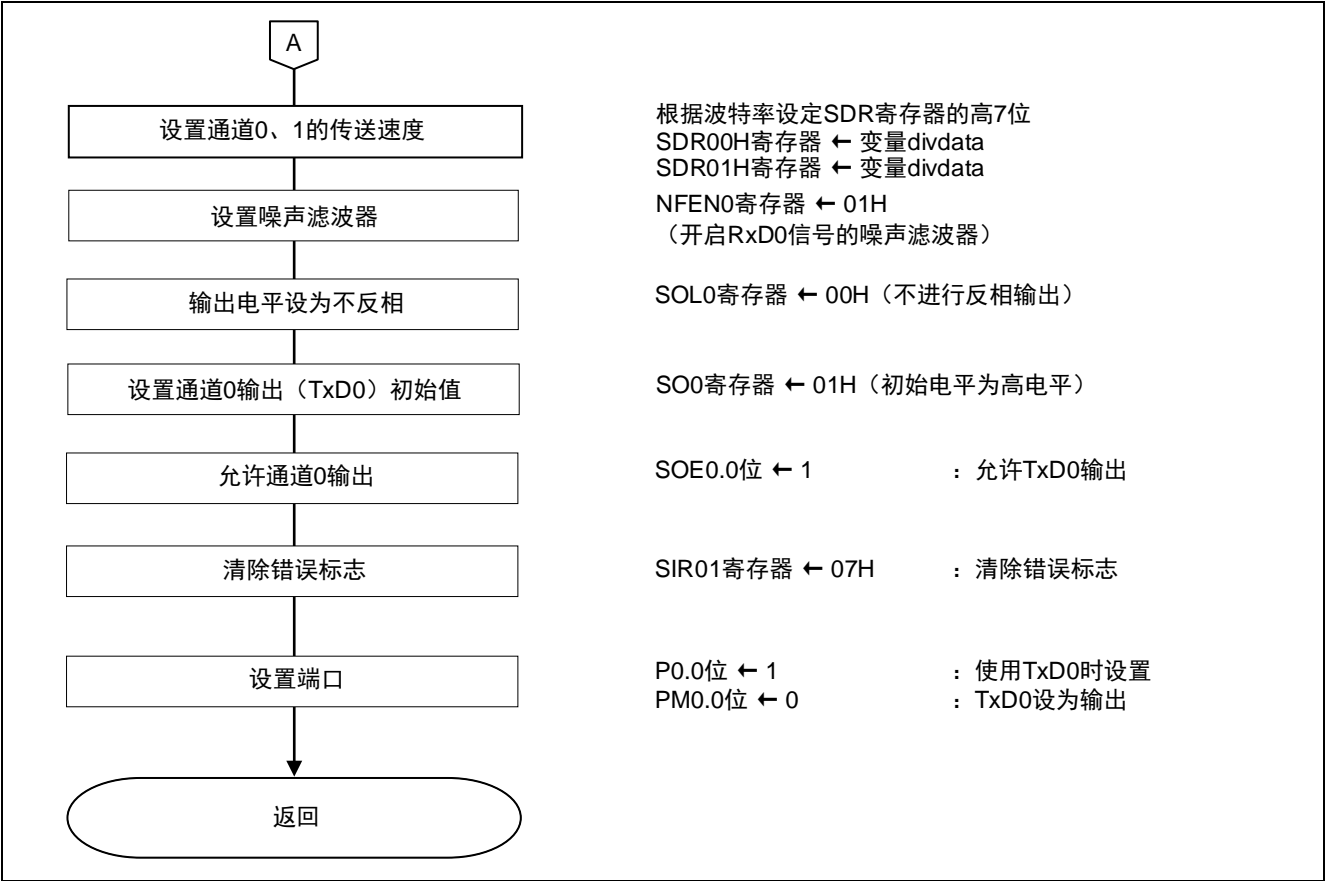 A
设置通道0、1的传送速度
根据波特率设定SDR寄存器的高7位
SDR00H寄存器 ← 变量divdata
SDR01H寄存器 ← 变量divdata
设置噪声滤波器
NFEN0寄存器 ← 01H
（开启RxD0信号的噪声滤波器）
输出电平设为不反相
SOL0寄存器 ← 00H（不进行反相输出）
设置通道0输出（TxD0）初始值
SO0寄存器 ← 01H（初始电平为高电平）
允许通道0输出
SOE0.0位 ← 1 ：允许TxD0输出
清除错误标志
SIR01寄存器 ← 07H ：清除错误标志
设置端口
P0.0位 ← 1 ：使用TxD0时设置
PM0.0位 ← 0 ：TxD0设为输出
返回